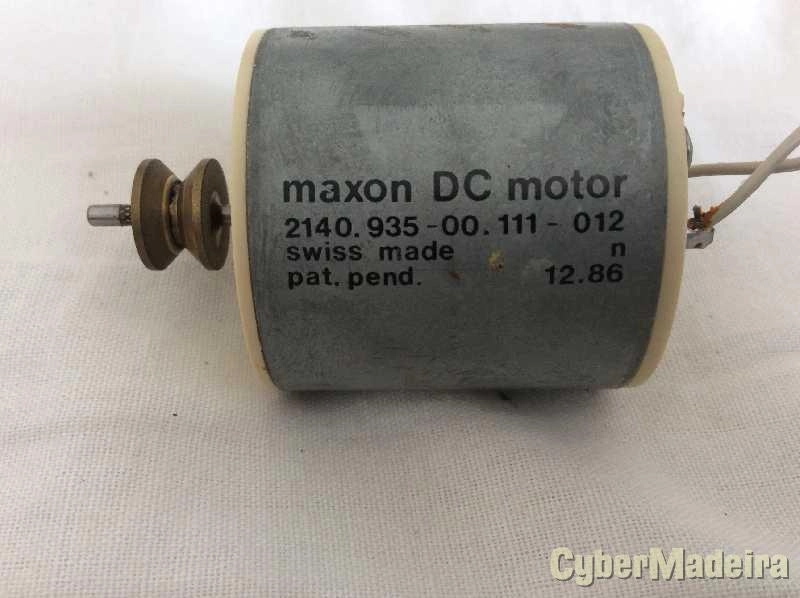 maxon DC motor
2140.935-00.111-012
swiss made n
pat. pend. 12.86
CyberMadeira